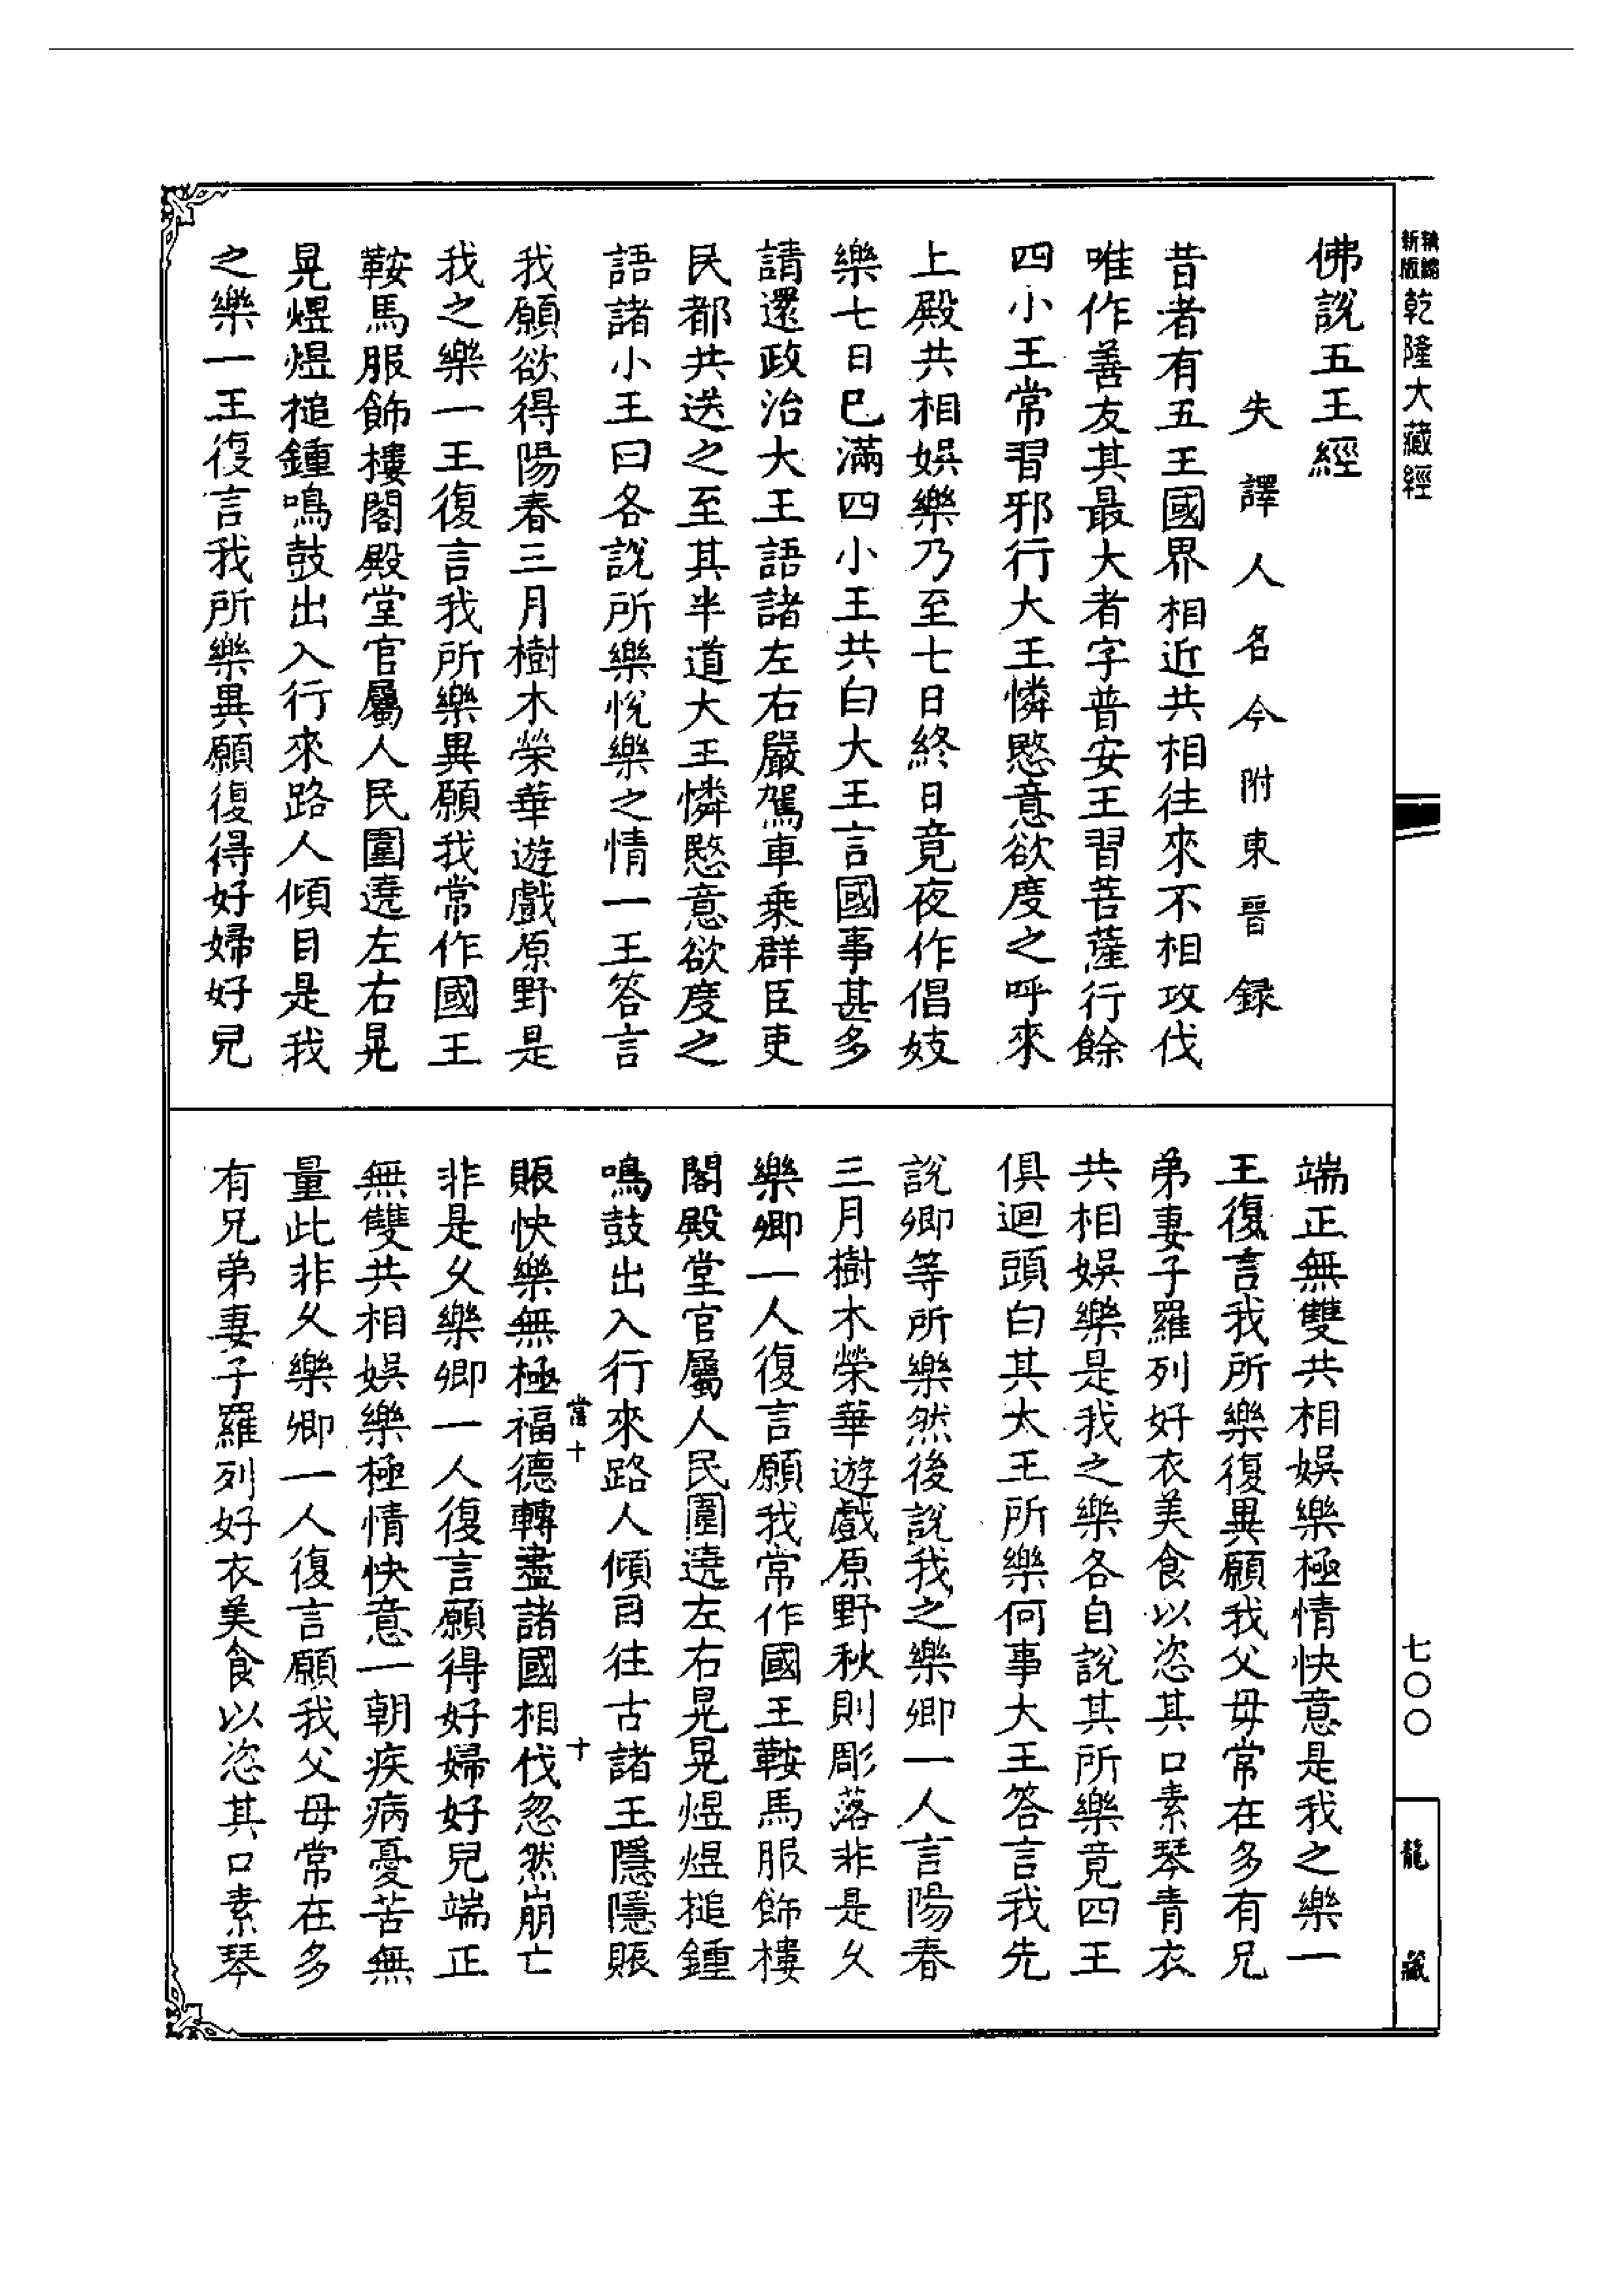 新版精縮乾隆大藏經
佛說五王經
失譯人名今附東晉録
昔者有五王國界相近共相往來不相攻伐
唯作善友其最大者字普安王習菩薩行餘
四小王常習邪行大王憐愍意欲度之呼來
上殿共相娛樂乃至七日終日竟夜作倡妓
樂七日已滿四小王共白大王言國事甚多
請還政治大王語諸左右嚴駕車乘群臣吏
民都共送之至其半道大王憐愍意欲度之
語諸小王曰各說所樂悅樂之情一王答言
我願欲得陽春三月樹木榮華遊戲原野是
我之樂一王復言我所樂異願我常作國王
鞍馬服飾樓閣殿堂官屬人民圍遶左右晃
晃煜煜搥鍾鳴鼓出入行來路人傾目是我
之樂一王復言我所樂異願復得好婦好兒
端正無雙共相娛樂極情快意是我之樂一
王復言我所樂復異願我父母常在多有兄
弟妻子羅列好衣美食以恣其口素琴青衣
共相娛樂是我之樂各自說其所樂竟四王
俱迴頭白其大王所樂何事大王答言我先
說卿等所樂然後說我之樂卿一人言陽春
三月樹木榮華遊戲原野秋則彫落非是久
樂卿一人復言願我常作國王鞍馬服飾樓
閣殿堂官屬人民圍遶左右晃晃煜煜搥鍾
鳴鼓出入行來路人傾目往古諸王隱隱賑
當十 十
賑快樂無極福德轉盡諸國相伐忽然崩亡
非是久樂卿一人復言願得好婦好兒端正
無雙共相娛樂極情快意一朝疾病憂苦無
量此非久樂卿一人復言願我父母常在多
有兄弟妻子羅列好衣美食以恣其口素琴
七〇〇
龍藏